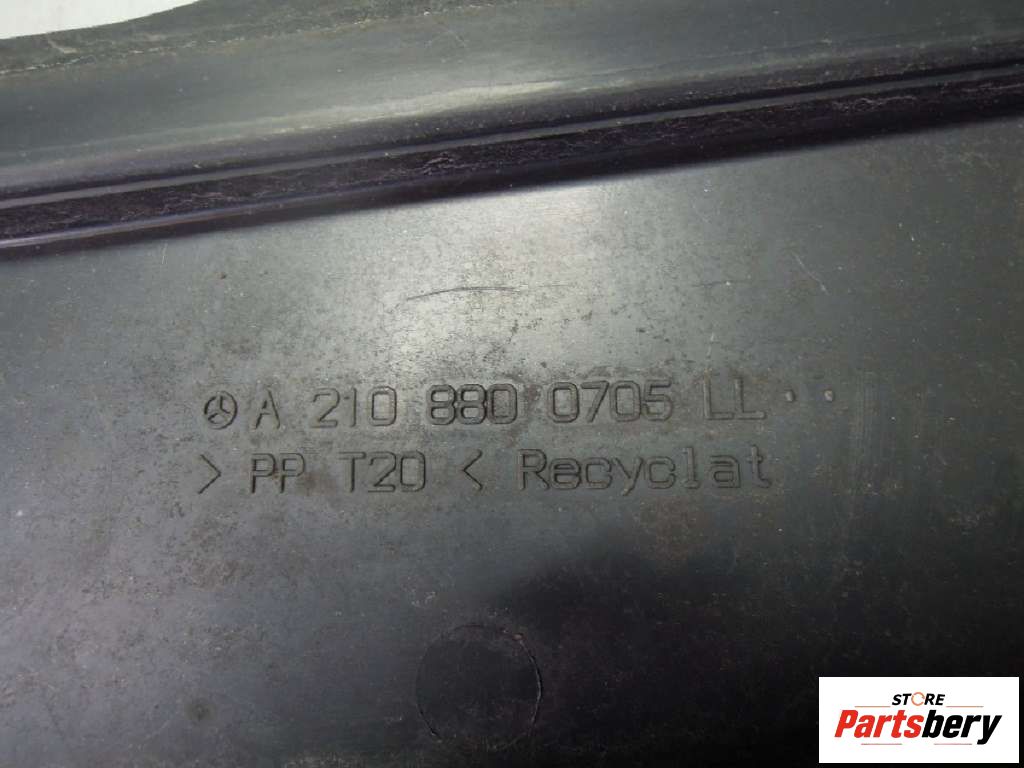 A 210 880 0705 LL ··
> PP T20 < Recyclat
STORE
Partsbery